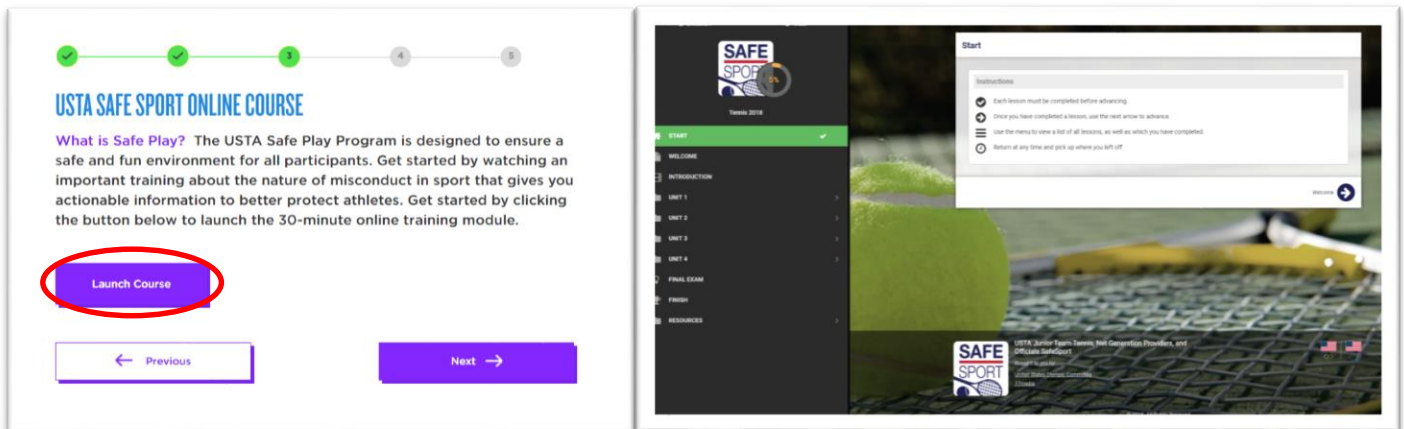 3
4
5
USTA SAFE SPORT ONLINE COURSE
What is Safe Play? The USTA Safe Play Program is designed to ensure a
safe and fun environment for all participants. Get started by watching an
important training about the nature of misconduct in sport that gives you
actionable information to better protect athletes. Get started by clicking
the button below to launch the 30-minute online training module.
Launch Course
← Previous
Next →
SAFE
SPORT
Tennis 2018
START
WELCOME
INTRODUCTION
UNIT 1
UNIT 2
UNIT 3
UNIT 4
FINAL EXAM
FINISH
RESOURCES
Start
Instructions
Each lesson must be completed before advancing.
Once you have completed a lesson, use the next arrow to advance.
Use the menu to view a list of all lessons, as well as which you have completed.
Return at any time and pick up where you left off.
Welcome
SAFE
SPORT
USTA Junior Team Tennis, Net Generation Providers, and
Officials SafeSport
United States Olympic Committee